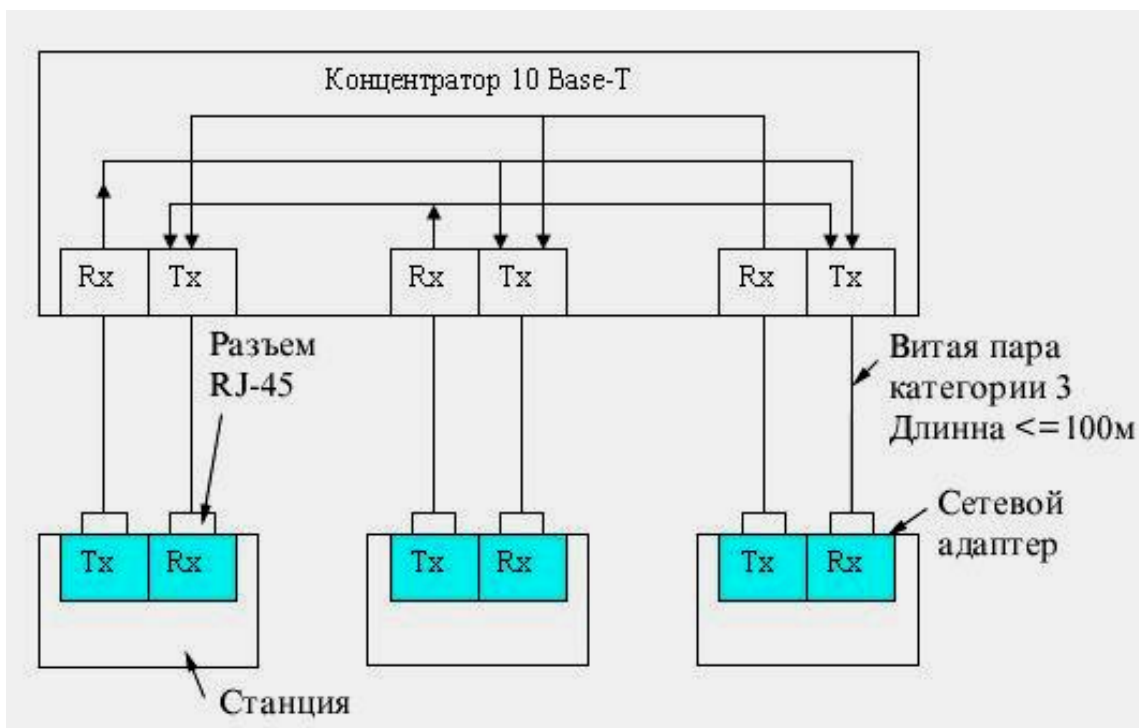 Концентратор 10 Base-T
Rx Tx Rx Tx Rx Tx
Разъем
RJ-45
Витая пара
категории 3
Длинна <=100м
Сетевой
адаптер
Tx Rx Tx Rx Tx Rx
Станция